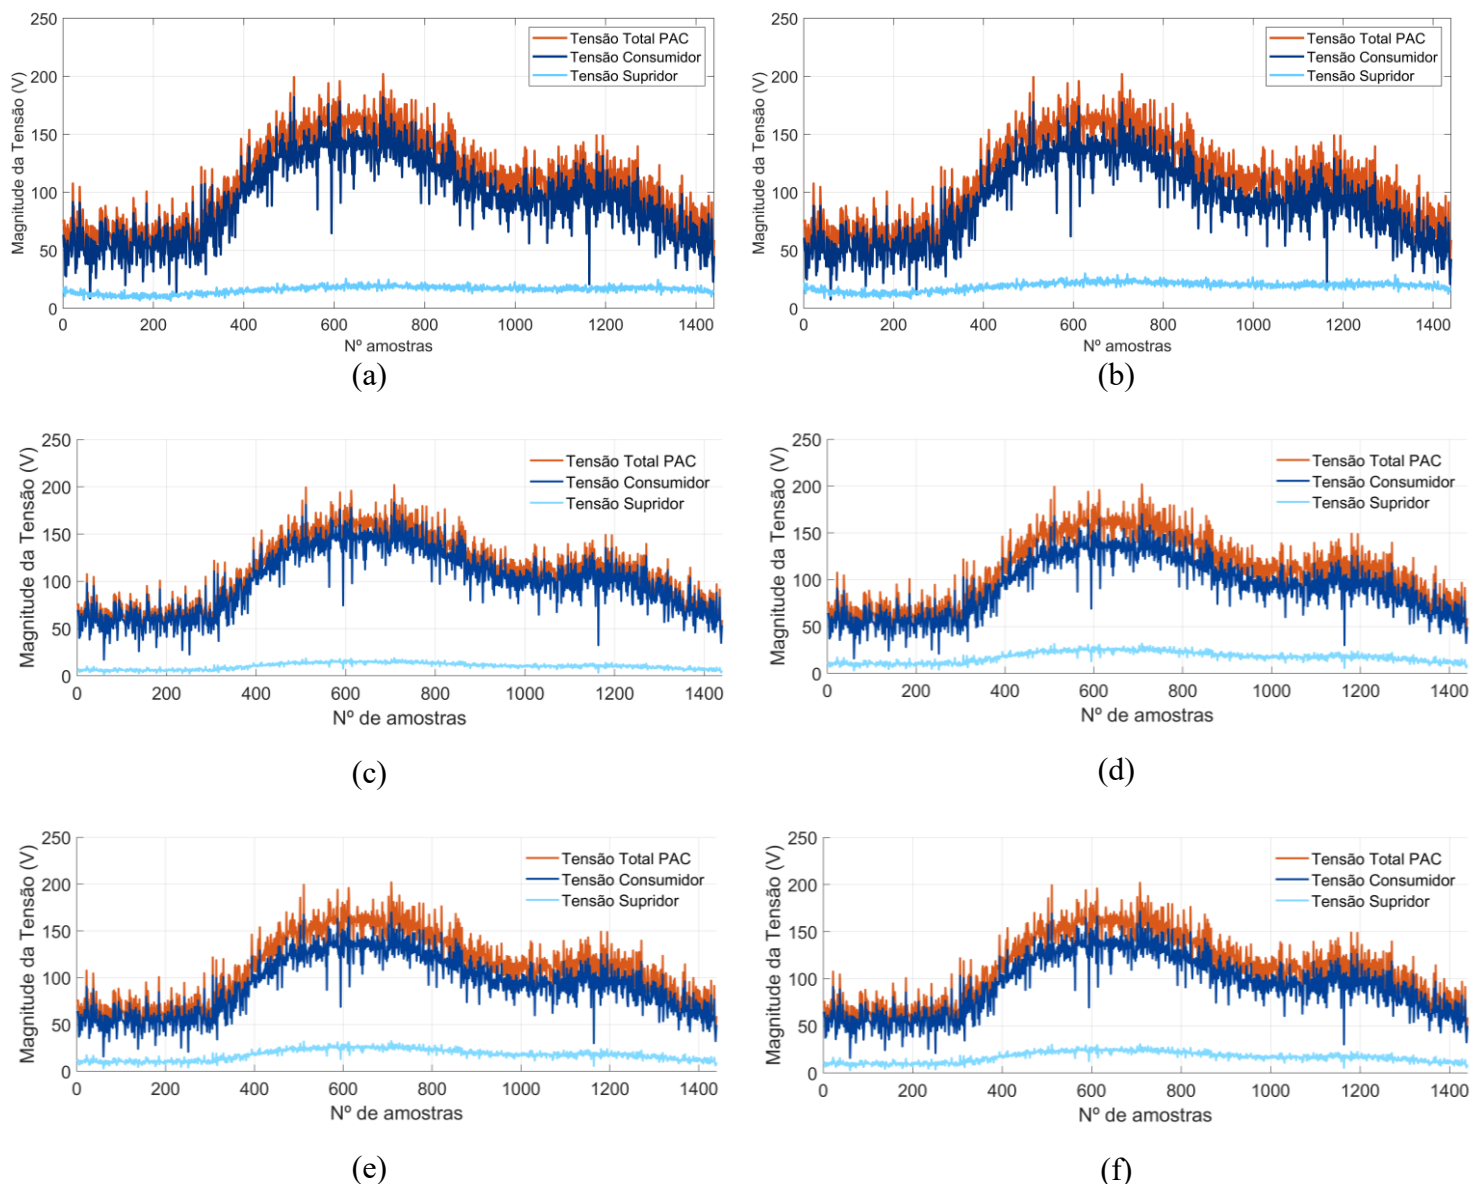 250
200
150
100
50
0
Magnitude da Tensão (V)
Tensão Total PAC
Tensão Consumidor
Tensão Supridor
0 200 400 600 800 1000 1200 1400
Nº amostras
(a)
250
200
150
100
50
0
Magnitude da Tensão (V)
Tensão Total PAC
Tensão Consumidor
Tensão Supridor
0 200 400 600 800 1000 1200 1400
Nº amostras
(b)
250
200
150
100
50
0
Magnitude da Tensão (V)
Tensão Total PAC
Tensão Consumidor
Tensão Supridor
0 200 400 600 800 1000 1200 1400
Nº de amostras
(c)
250
200
150
100
50
0
Magnitude da Tensão (V)
Tensão Total PAC
Tensão Consumidor
Tensão Supridor
0 200 400 600 800 1000 1200 1400
Nº de amostras
(d)
250
200
150
100
50
0
Magnitude da Tensão (V)
Tensão Total PAC
Tensão Consumidor
Tensão Supridor
0 200 400 600 800 1000 1200 1400
Nº de amostras
(e)
250
200
150
100
50
0
Magnitude da Tensão (V)
Tensão Total PAC
Tensão Consumidor
Tensão Supridor
0 200 400 600 800 1000 1200 1400
Nº de amostras
(f)